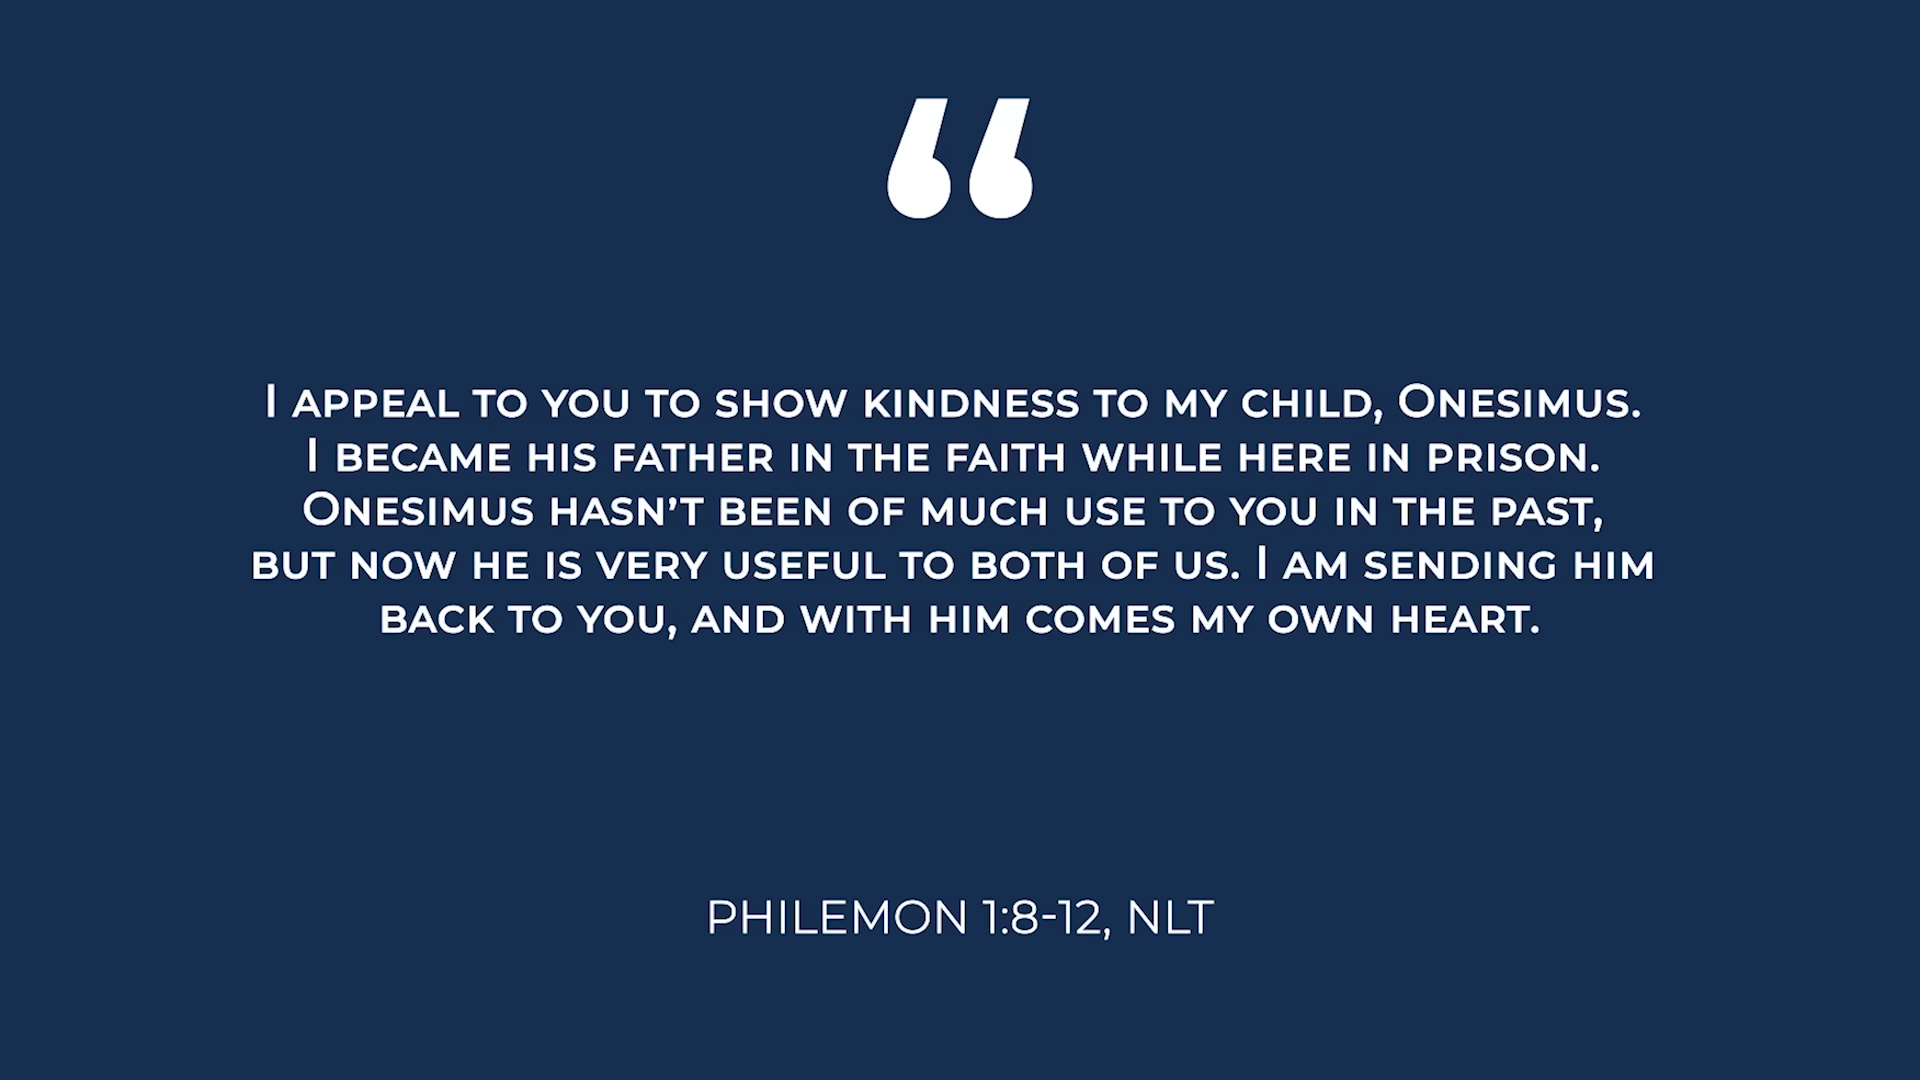 “
I appeal to you to show kindness to my child, Onesimus.
I became his father in the faith while here in prison.
Onesimus hasn’t been of much use to you in the past,
but now he is very useful to both of us. I am sending him
back to you, and with him comes my own heart.
PHILEMON 1:8-12, NLT